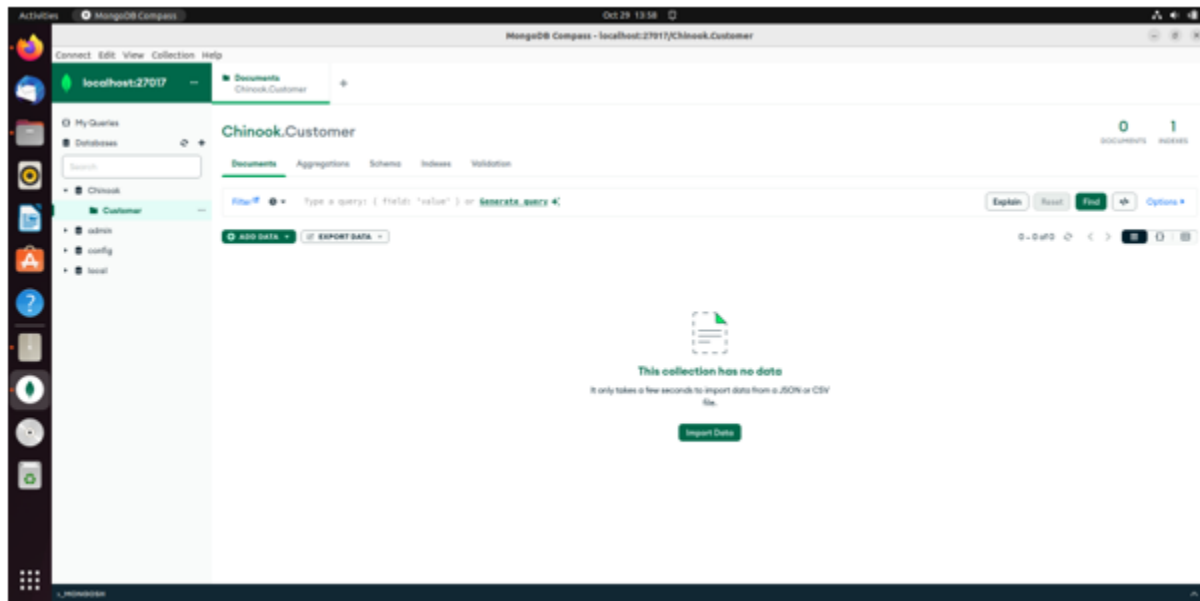 Activities MongoDB Compass Oct 29 13:58
MongoDB Compass - localhost:27017/Chinook.Customer
Connect Edit View Collection Help
localhost:27017 ...
Documents
Chinook.Customer
+
My Queries
Databases
Search
Chinook
Customer ...
admin
config
local
Chinook.Customer
0 1
DOCUMENTS INDEXES
Documents Aggregations Schema Indexes Validation
Filter Type a query: { field: 'value' } or Generate query Explain Reset Find </> Options
ADD DATA EXPORT DATA 0 - 0 of 0
This collection has no data
It only takes a few seconds to import data from a JSON or CSV
file.
Import Data
>_MONGOSH